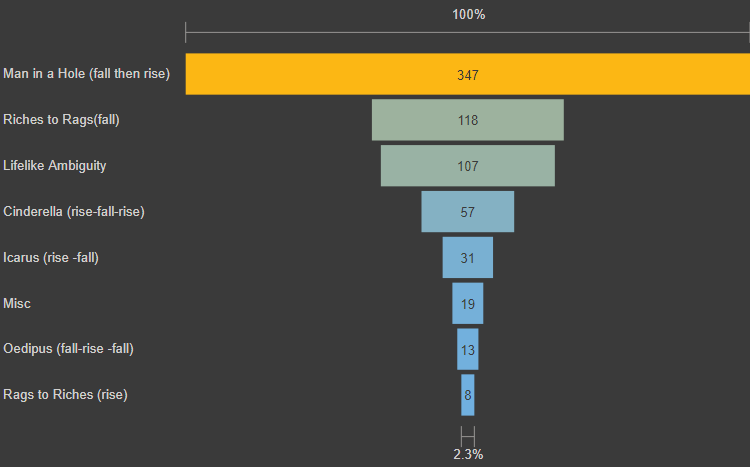 100%
Man in a Hole (fall then rise) 347
Riches to Rags(fall) 118
Lifelike Ambiguity 107
Cinderella (rise-fall-rise) 57
Icarus (rise -fall) 31
Misc 19
Oedipus (fall-rise -fall) 13
Rags to Riches (rise) 8
2.3%